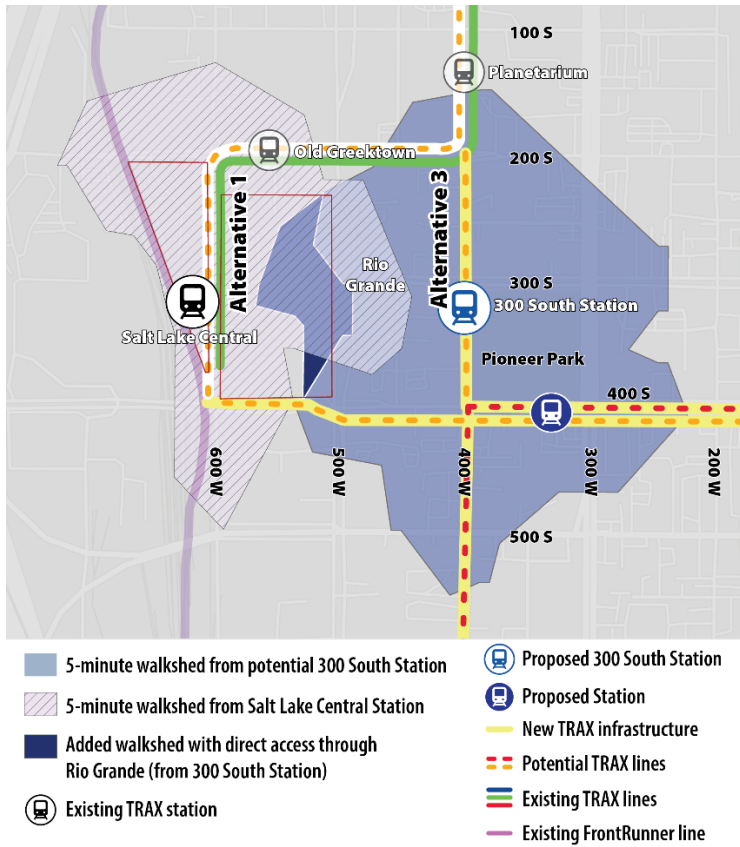 100 S
Planetarium
Old Greektown
200 S
Alternative 1
Alternative 3
Rio
Grande
300 S
300 South Station
Salt Lake Central
Pioneer Park
400 S
600 W
500 W
400 W
300 W
200 W
500 S
5-minute walkshed from potential 300 South Station
5-minute walkshed from Salt Lake Central Station
Added walkshed with direct access through
Rio Grande (from 300 South Station)
Existing TRAX station
Proposed 300 South Station
Proposed Station
New TRAX infrastructure
Potential TRAX lines
Existing TRAX lines
Existing FrontRunner line